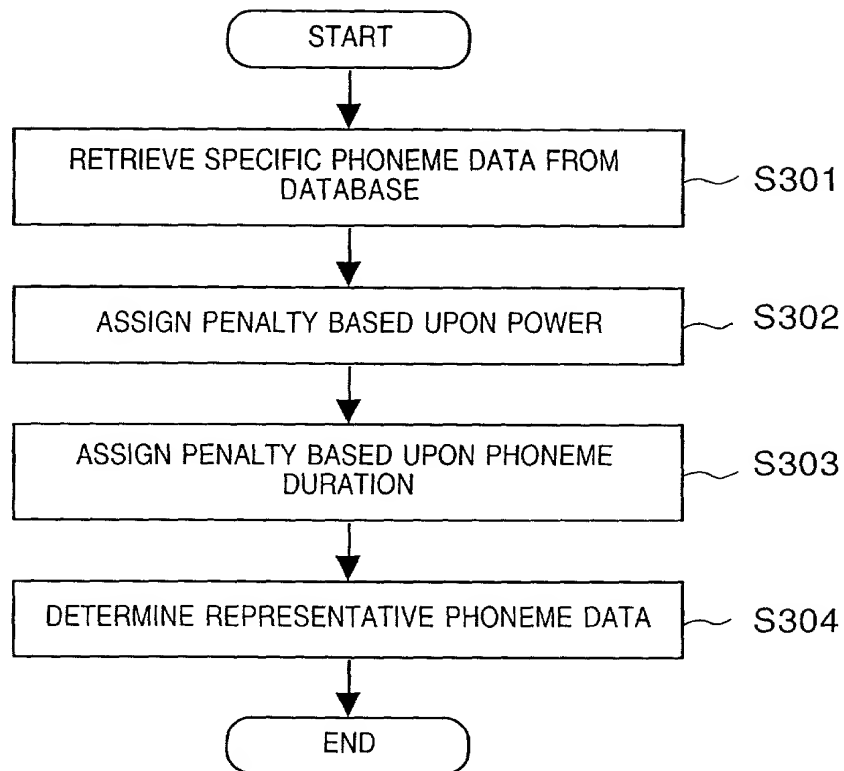 START
RETRIEVE SPECIFIC PHONEME DATA FROM
DATABASE
S301
ASSIGN PENALTY BASED UPON POWER
S302
ASSIGN PENALTY BASED UPON PHONEME
DURATION
S303
DETERMINE REPRESENTATIVE PHONEME DATA
S304
END